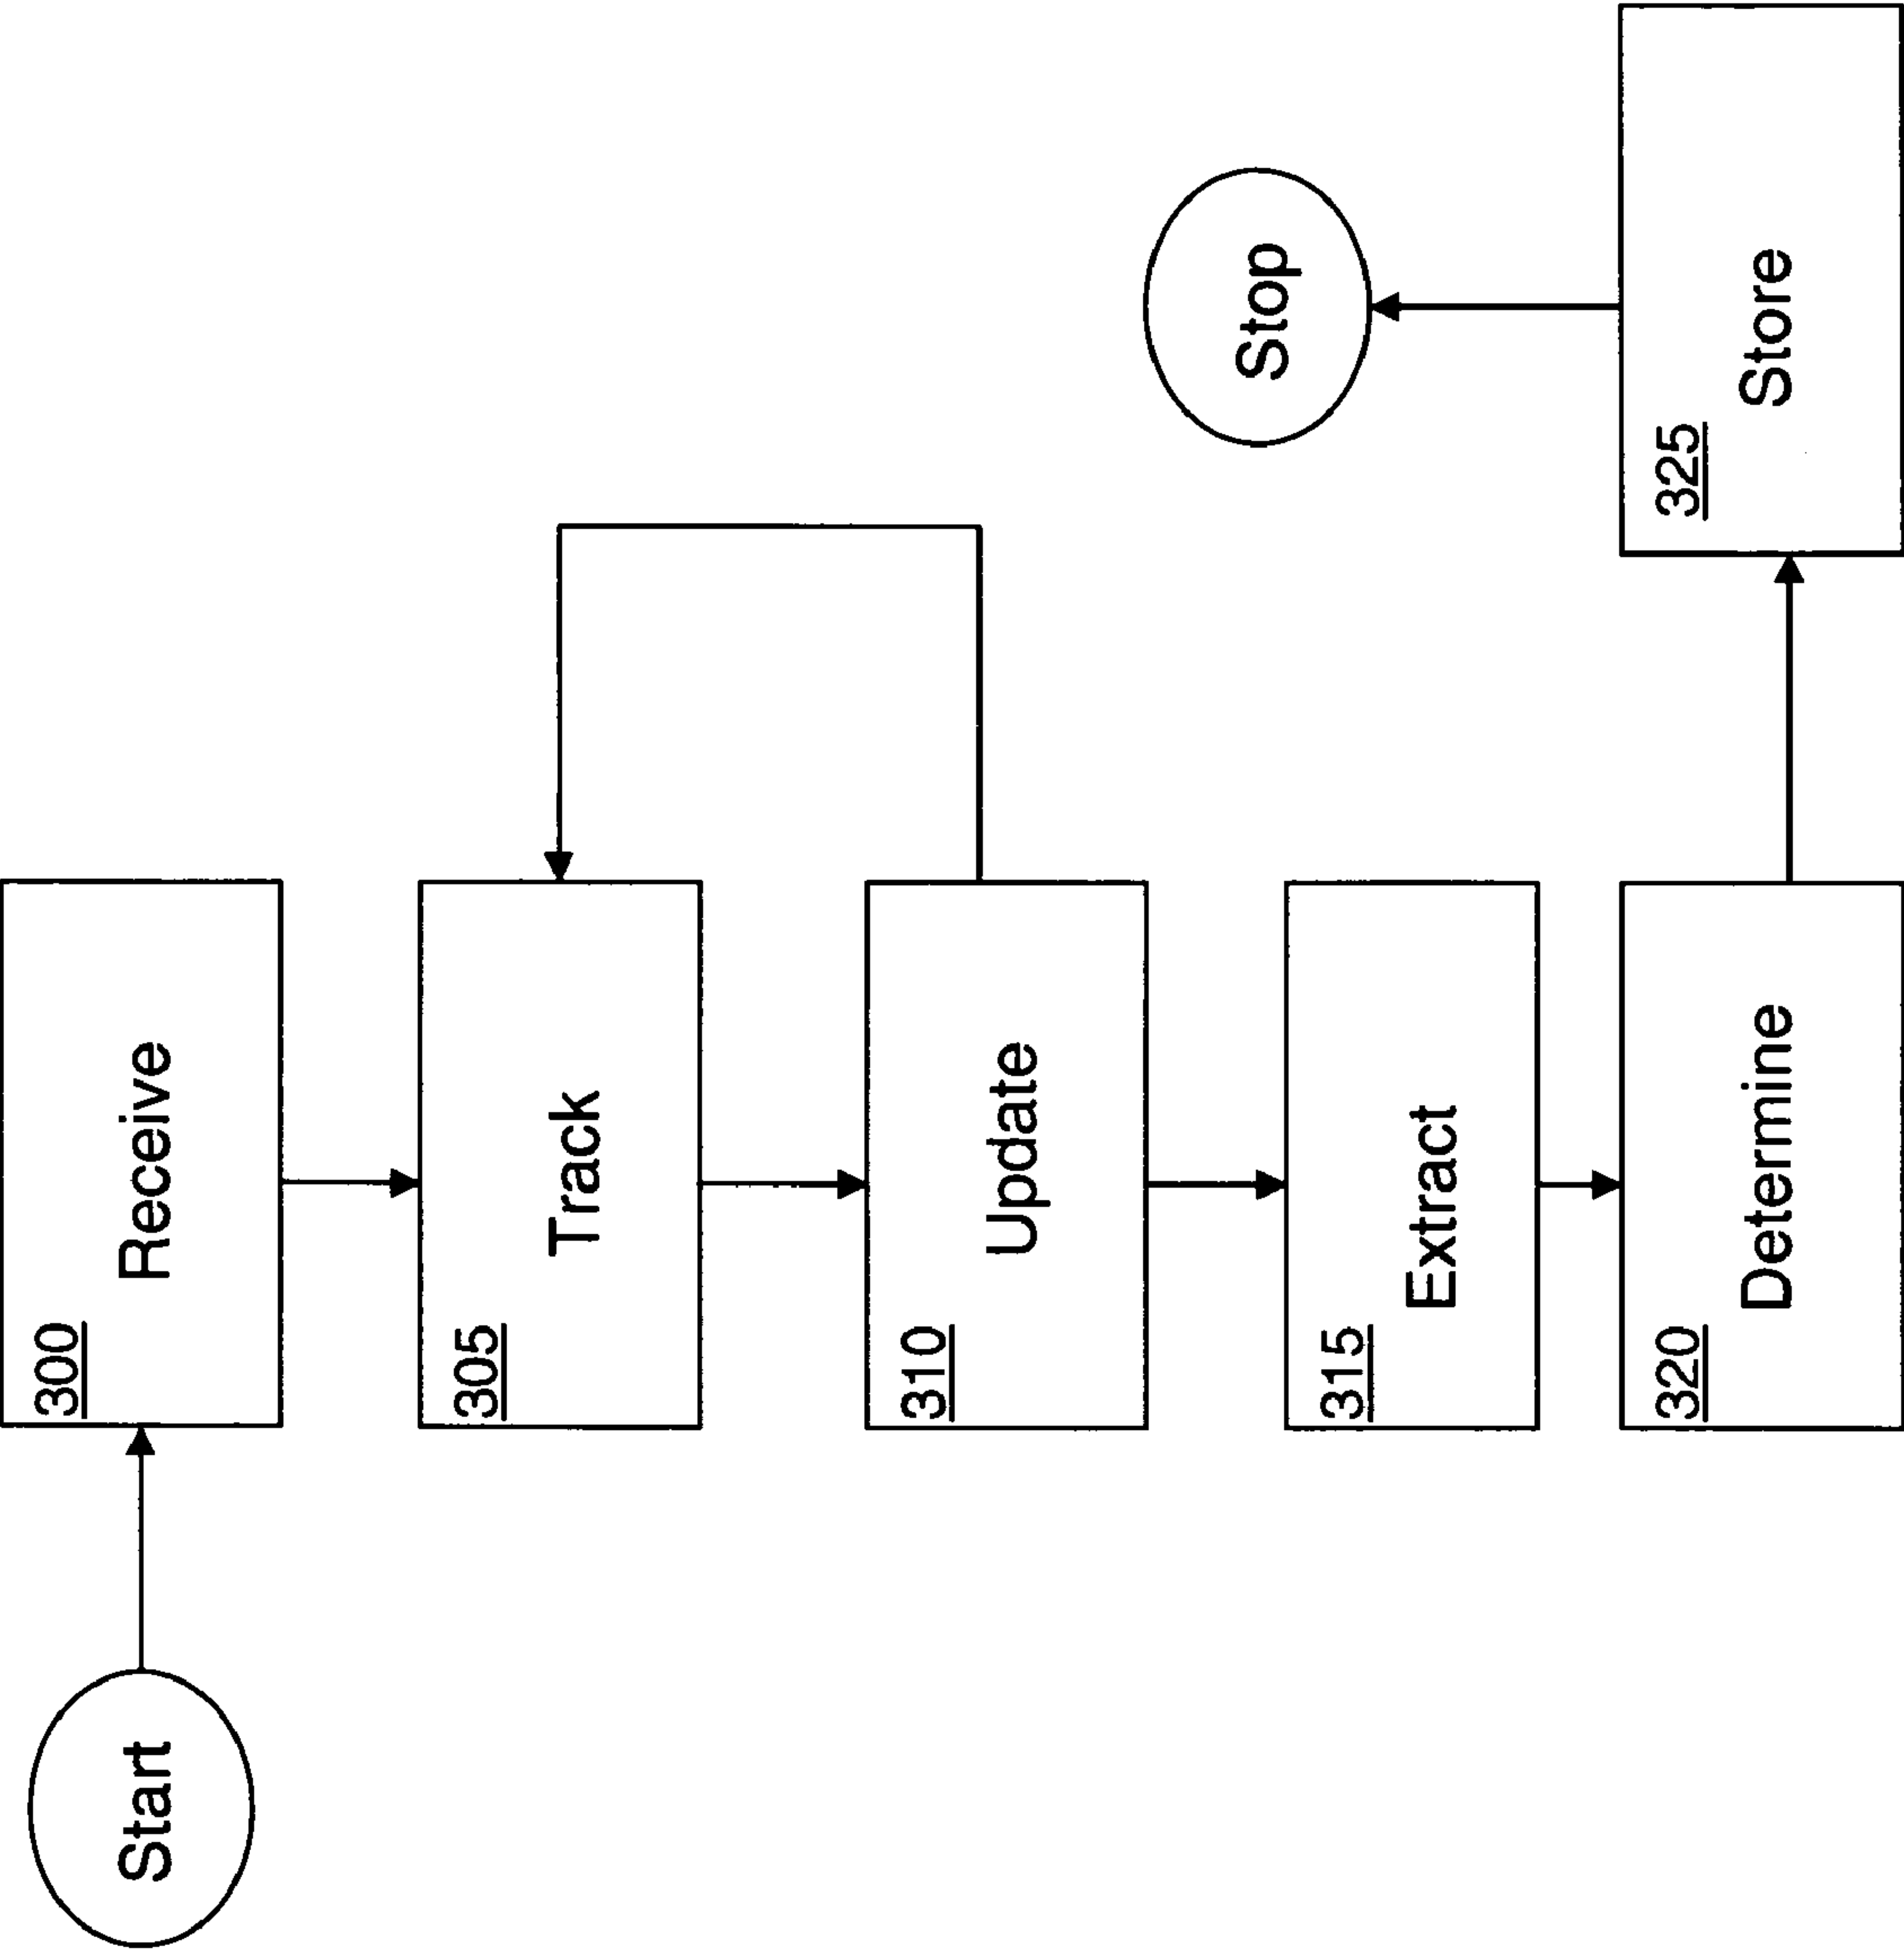 Start
300
Receive
305
Track
310
Update
315
Extract
320
Determine
325
Store
Stop